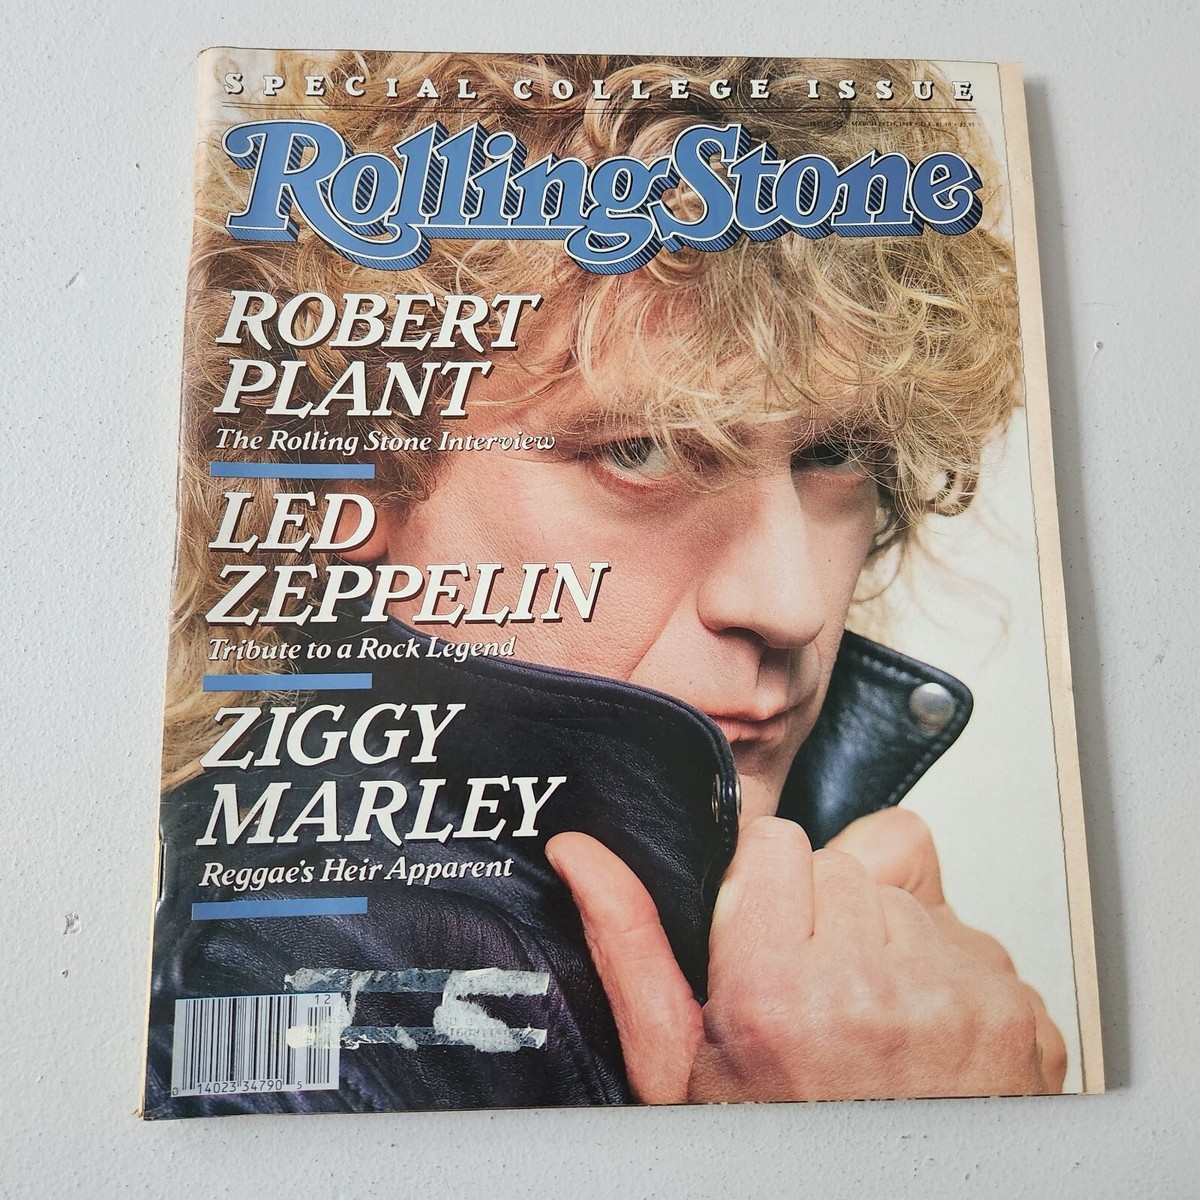 SPECIAL COLLEGE ISSUE
RollingStone
ROBERT
PLANT
The Rolling Stone Interview
LED
ZEPPELIN
Tribute to a Rock Legend
ZIGGY
MARLEY
Reggae's Heir Apparent
12
0 14023 34790 5